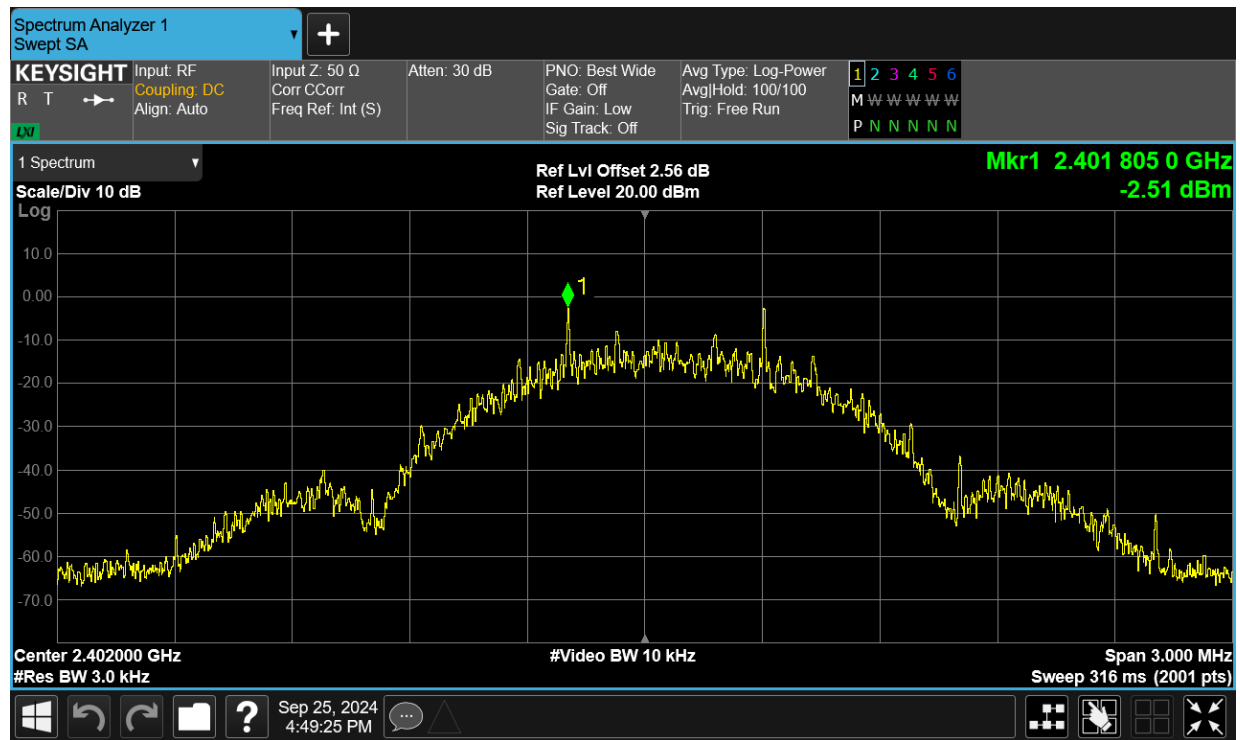 Spectrum Analyzer 1
Swept SA
KEYSIGHT
R T
LXI
Input: RF
Coupling: DC
Align: Auto
Input Z: 50 Ω
Corr CCorr
Freq Ref: Int (S)
Atten: 30 dB
PNO: Best Wide
Gate: Off
IF Gain: Low
Sig Track: Off
Avg Type: Log-Power
Avg|Hold: 100/100
Trig: Free Run
1 2 3 4 5 6
M W W W W W W
P N N N N N N
1 Spectrum
Scale/Div 10 dB
Ref Lvl Offset 2.56 dB
Ref Level 20.00 dBm
Mkr1 2.401 805 0 GHz
-2.51 dBm
Log
10.0
0.00
-10.0
-20.0
-30.0
-40.0
-50.0
-60.0
-70.0
1
Center 2.402000 GHz
#Res BW 3.0 kHz
#Video BW 10 kHz
Span 3.000 MHz
Sweep 316 ms (2001 pts)
?
Sep 25, 2024
4:49:25 PM